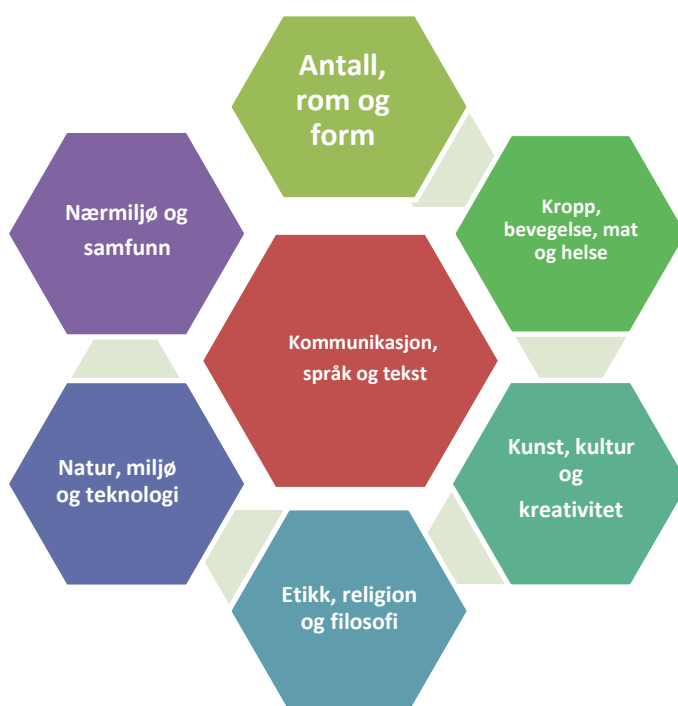 Antall,
rom og
form
Nærmiljø og
samfunn
Kropp,
bevegelse, mat
og helse
Kommunikasjon,
språk og tekst
Natur, miljø
og teknologi
Kunst, kultur
og
kreativitet
Etikk, religion
og filosofi